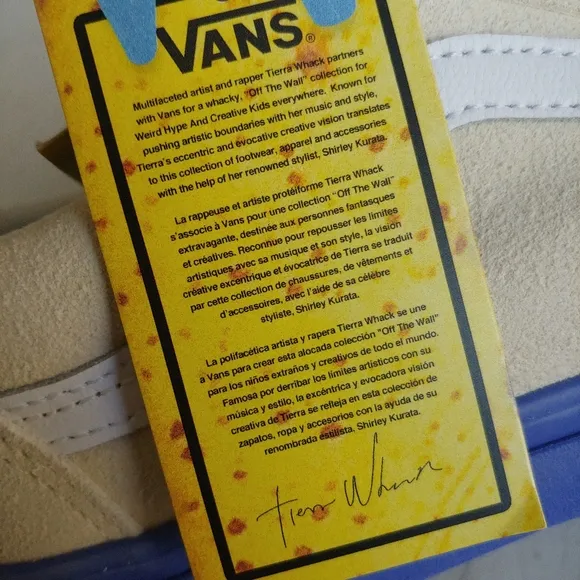 VANS®
Multifaceted artist and rapper Tierra Whack partners
with Vans for a whacky, "Off The Wall" collection for
Weird Hype And Creative Kids everywhere. Known for
pushing artistic boundaries with her music and style,
Tierra's eccentric and evocative creative vision translates
to this collection of footwear, apparel and accessories
with the help of her renowned stylist, Shirley Kurata.
La rappeuse et artiste protéiforme Tierra Whack
s'associe à Vans pour une collection "Off The Wall"
extravagante, destinée aux personnes fantasques
et créatives. Reconnue pour repousser les limites
artistiques avec sa musique et son style, la vision
créative excentrique et évocatrice de Tierra se traduit
par cette collection de chaussures, de vêtements et
d'accessoires, avec l'aide de sa célèbre
styliste, Shirley Kurata.
La polifacética artista y rapera Tierra Whack se une
a Vans para crear esta alocada colección "Off The Wall"
para los niños extraños y creativos de todo el mundo.
Famosa por derribar los límites artísticos con su
música y estilo, la excéntrica y evocadora visión
creativa de Tierra se refleja en esta colección de
zapatos, ropa y accesorios con la ayuda de su
renombrada estilista, Shirley Kurata.
Tierra Whack